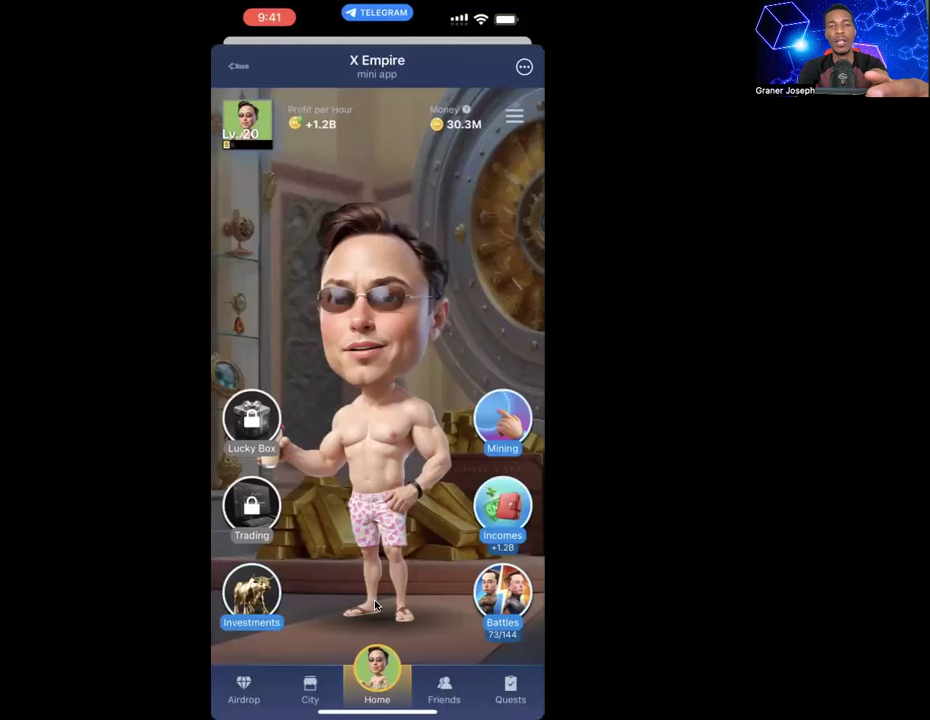 9:41
TELEGRAM
X Empire
mini app
Graner Joseph
Profit per Hour
+1.2B
Money
30.3M
Lv. 20
Lucky Box
Mining
Trading
Incomes
+1.2B
Investments
Battles
73/144
Airdrop
City
Home
Friends
Quests